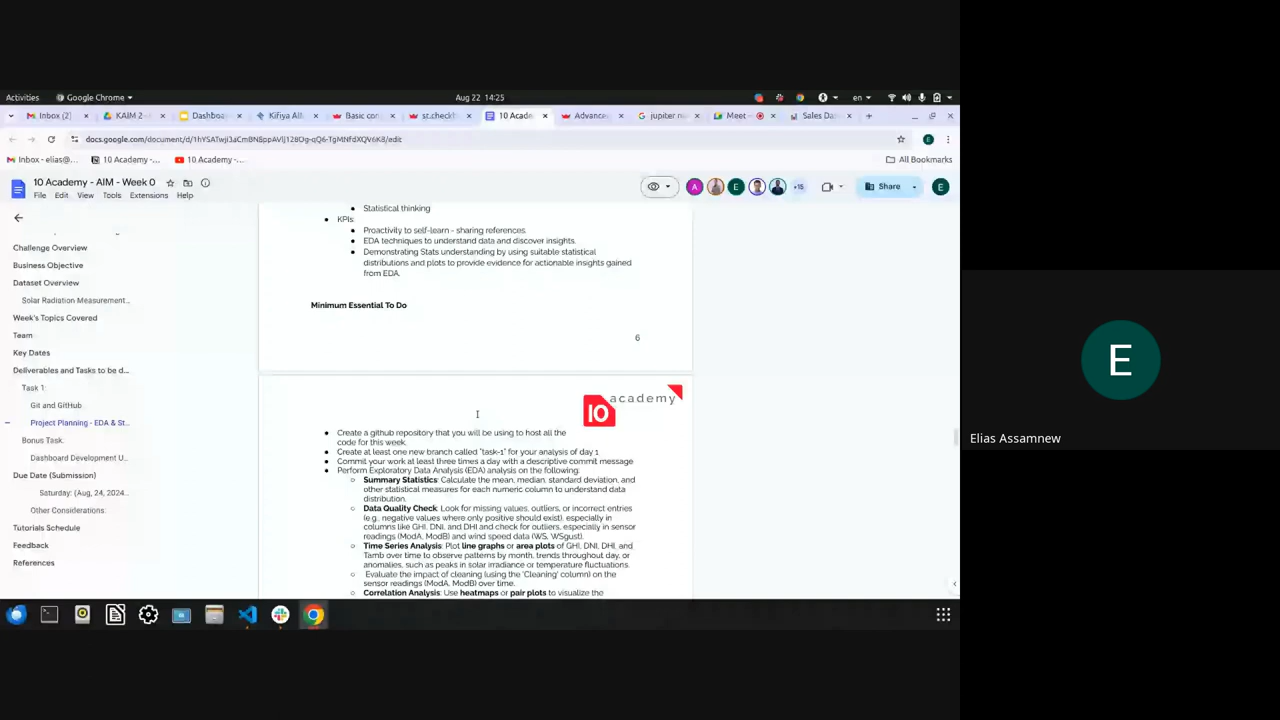 Activities
Google Chrome
Aug 22 14:25
en
Inbox (2)
KAIM 2
Dashbo
Kifiya AI
Basic con
st.check
10 Acade
Advance
jupiter n
Meet
Sales Da
docs.google.com/document/d/
/edit
Inbox - elias@...
10 Academy -...
10 Academy -...
All Bookmarks
10 Academy - AIM - Week 0
File Edit View Tools Extensions Help
A
E
+15
Share
E
Challenge Overview
Business Objective
Dataset Overview
Solar Radiation Measurement...
Week's Topics Covered
Team
Key Dates
Deliverables and Tasks to be d...
Task 1:
Git and GitHub
Project Planning - EDA & St...
Bonus Task:
Dashboard Development U...
Due Date (Submission)
Saturday: (Aug, 24, 2024...
Other Considerations:
Tutorials Schedule
Feedback
References
Statistical thinking
KPIs:
Proactivity to self-learn - sharing references.
EDA techniques to understand data and discover insights.
Demonstrating Stats understanding by using suitable statistical
distributions and plots to provide evidence for actionable insights gained
from EDA.
Minimum Essential To Do
6
10 academy
Create a github repository that you will be using to host all the
code for this week.
Create at least one new branch called "task-1" for your analysis of day 1
Commit your work at least three times a day with a descriptive commit message
Perform Exploratory Data Analysis (EDA) analysis on the following:
Summary Statistics: Calculate the mean, median, standard deviation, and
other statistical measures for each numeric column to understand data
distribution.
Data Quality Check: Look for missing values, outliers, or incorrect entries
(e.g., negative values where only positive should exist), especially in
columns like GHI, DNI, and DHI and check for outliers, especially in sensor
readings (ModA, ModB) and wind speed data (WS, WSgust).
Time Series Analysis: Plot line graphs or area plots of GHI, DNI, DHI, and
Tamb over time to observe patterns by month, trends throughout day, or
anomalies, such as peaks in solar irradiance or temperature fluctuations.
Evaluate the impact of cleaning (using the 'Cleaning' column) on the
sensor readings (ModA, ModB) over time.
Correlation Analysis: Use heatmaps or pair plots to visualize the
E
Elias Assamnew